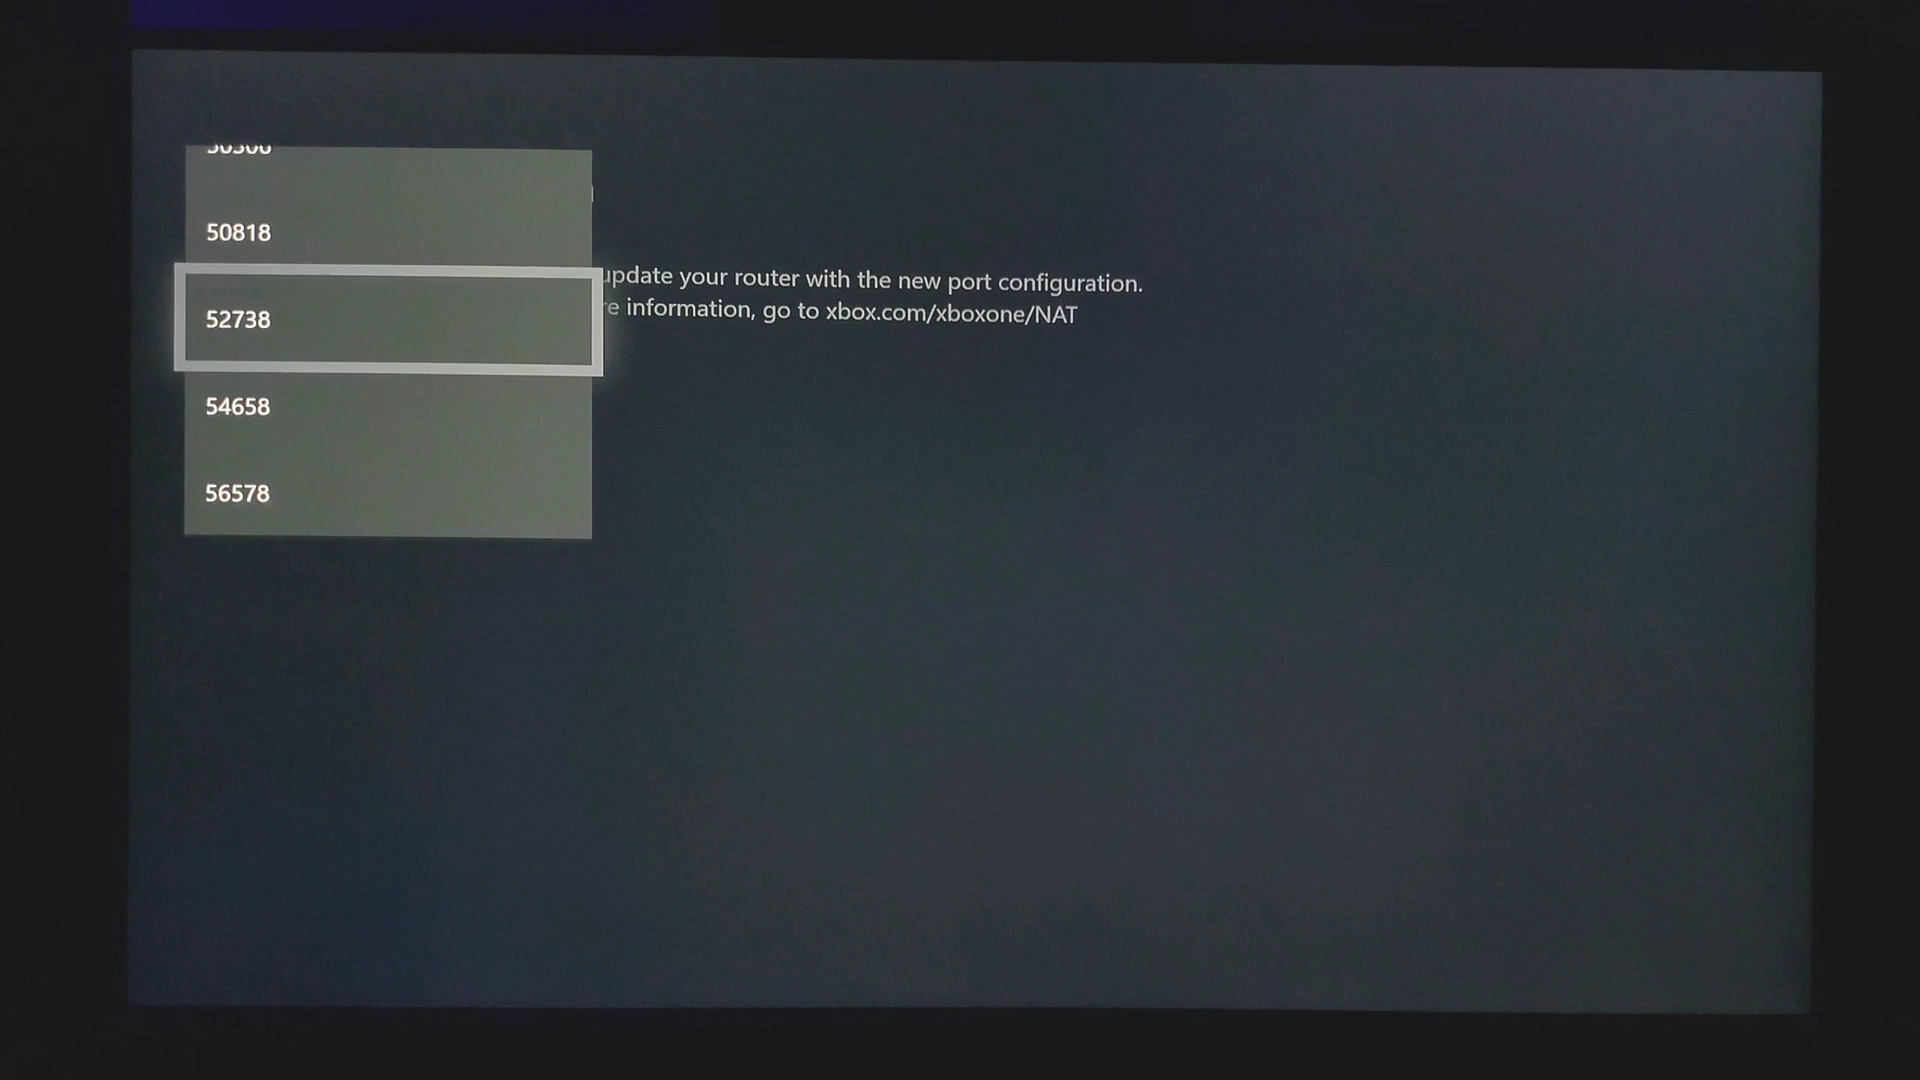 50818
52738
54658
56578
update your router with the new port configuration.
information, go to xbox.com/xboxone/NAT